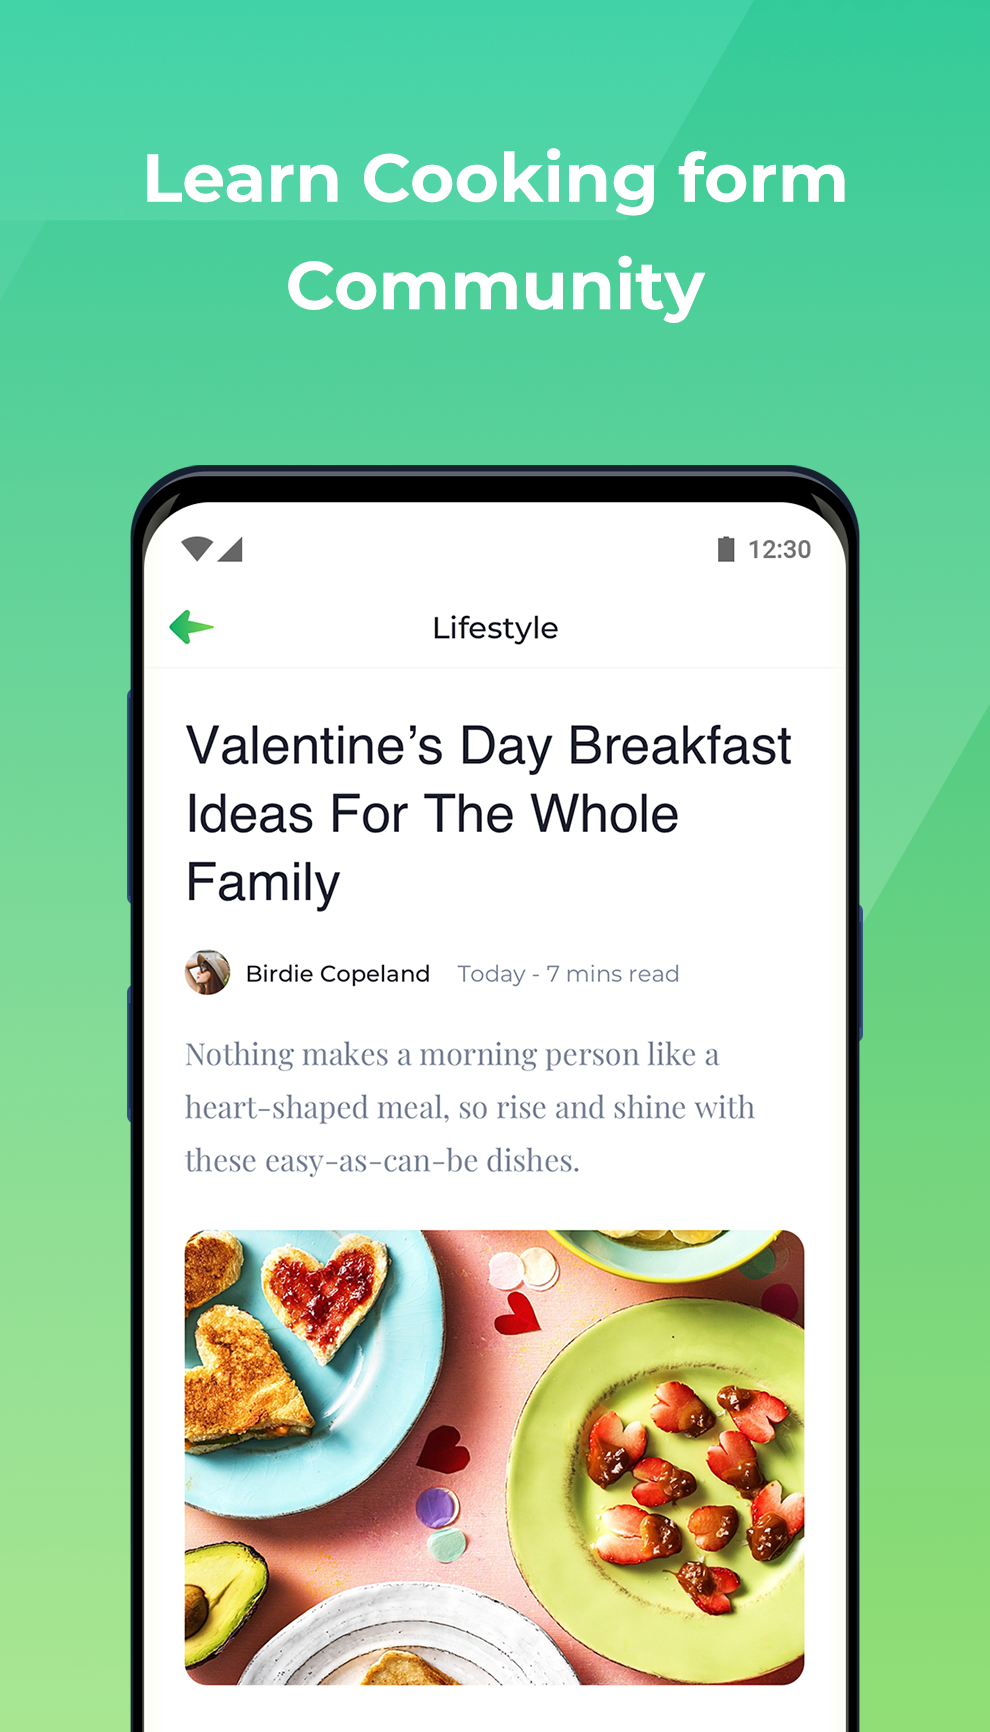 Learn Cooking form
Community
12:30
Lifestyle
Valentine’s Day Breakfast
Ideas For The Whole
Family
Birdie Copeland Today - 7 mins read
Nothing makes a morning person like a
heart-shaped meal, so rise and shine with
these easy-as-can-be dishes.